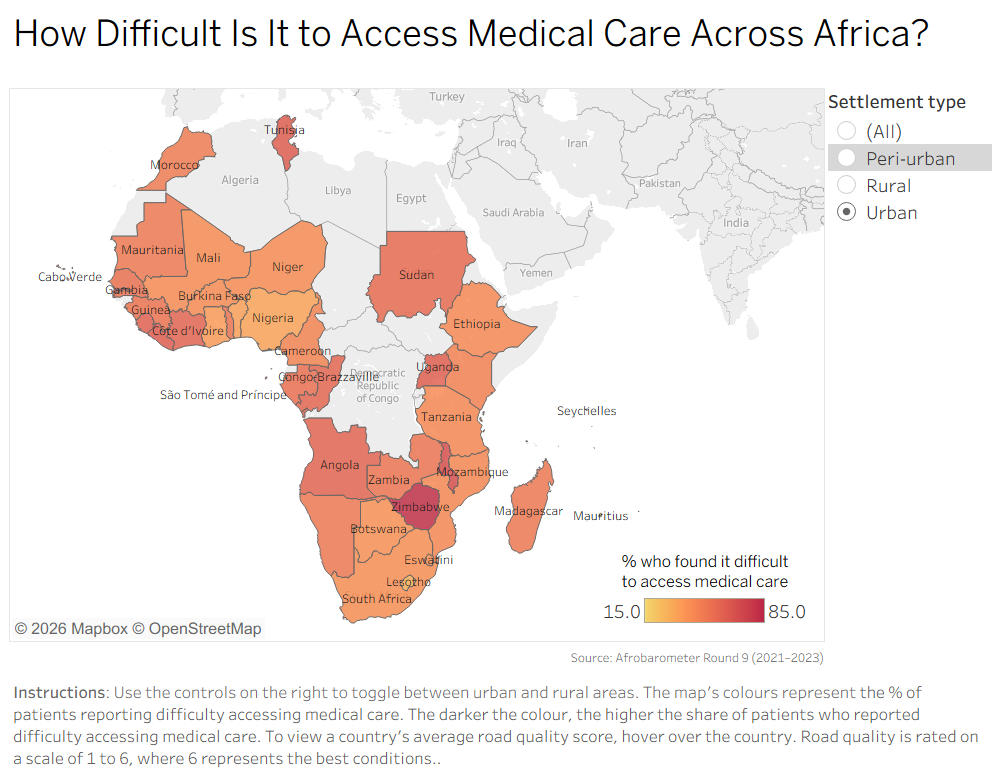 How Difficult Is It to Access Medical Care Across Africa?
Settlement type
(All)
Peri-urban
Rural
Urban
Turkey
Tunisia
Iraq
Iran
Morocco
Algeria
Libya
Egypt
Pakistan
Saudi Arabia
India
Mauritania
Mali
Niger
Sudan
Yemen
Cabo Verde
Gambia
Burkina Faso
Guinea
Nigeria
Ethiopia
Côte d'Ivoire
Cameroon
Uganda
Congo-Brazzaville
Democratic
Republic
of Congo
São Tomé and Príncipe
Seychelles
Tanzania
Angola
Zambia
Mozambique
Zimbabwe
Madagascar
Mauritius
Botswana
Eswatini
Lesotho
South Africa
% who found it difficult
to access medical care
15.0
85.0
© 2026 Mapbox © OpenStreetMap
Source: Afrobarometer Round 9 (2021–2023)
Instructions: Use the controls on the right to toggle between urban and rural areas. The map's colours represent the % of
patients reporting difficulty accessing medical care. The darker the colour, the higher the share of patients who reported
difficulty accessing medical care. To view a country's average road quality score, hover over the country. Road quality is rated on
a scale of 1 to 6, where 6 represents the best conditions..